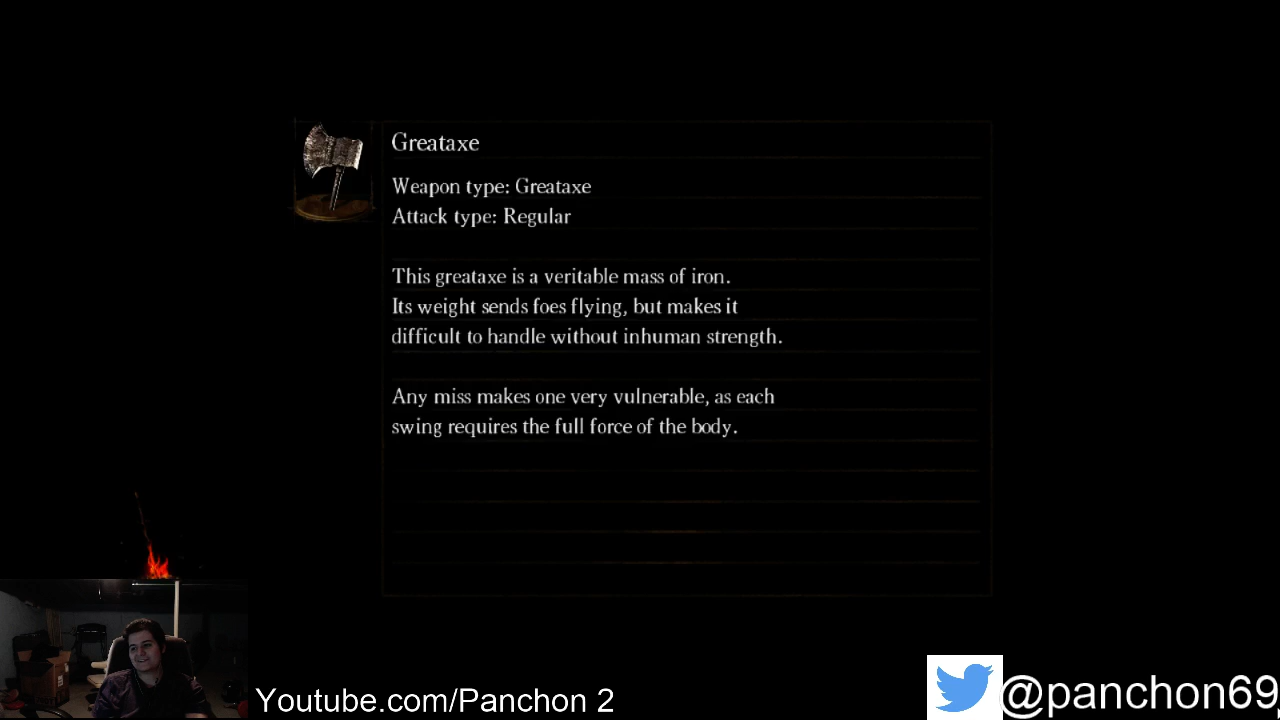 Greataxe
Weapon type: Greataxe
Attack type: Regular
This greataxe is a veritable mass of iron.
Its weight sends foes flying, but makes it
difficult to handle without inhuman strength.
Any miss makes one very vulnerable, as each
swing requires the full force of the body.
Youtube.com/Panchon 2
@panchon69